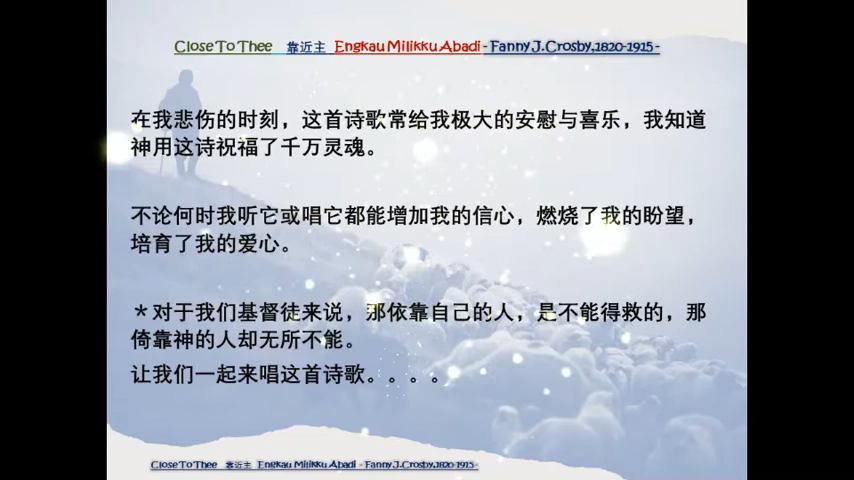 Close To Thee 靠近主 Engkau Milikku Abadi - Fanny J.Crosby,1820-1915 -
在我悲伤的时刻，这首诗歌常给我极大的安慰与喜乐，我知道
神用这诗祝福了千万灵魂。
不论何时我听它或唱它都能增加我的信心，燃烧了我的盼望，
培育了我的爱心。
＊对于我们基督徒来说，那依靠自己的人，是不能得救的，那
倚靠神的人却无所不能。
让我们一起来唱这首诗歌。。。。
Close To Thee 靠近主 Engkau Milikku Abadi - Fanny J.Crosby,1820-1915-